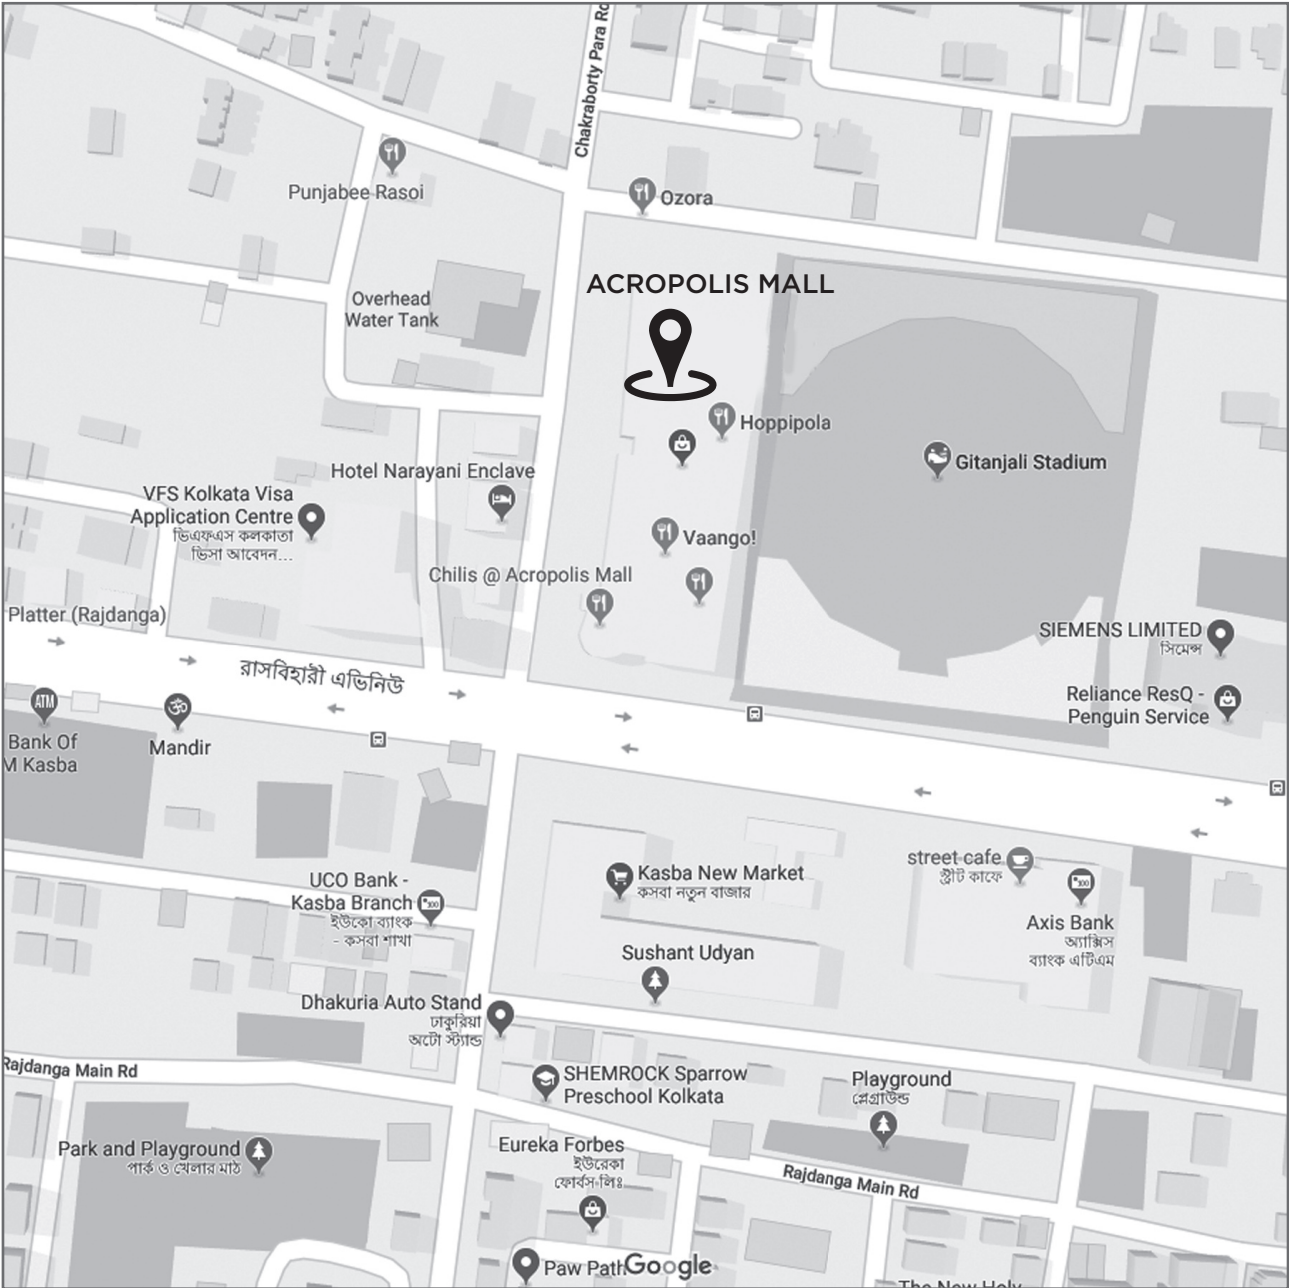 Chakraborty Para Rd
Punjabee Rasoi
Ozora
ACROPOLIS MALL
Overhead
Water Tank
Hoppipola
Gitanjali Stadium
Hotel Narayani Enclave
VFS Kolkata Visa
Application Centre
ভিএফএস কলকাতা
ভিসা আবেদন...
Vaango!
Chilis @ Acropolis Mall
Platter (Rajdanga)
SIEMENS LIMITED
সিমেন্স
রাসবিহারী এভিনিউ
Reliance ResQ -
Penguin Service
ATM
Bank Of
M Kasba
Mandir
street cafe
স্ট্রীট কাফে
Kasba New Market
কসবা নতুন বাজার
UCO Bank -
Kasba Branch
ইউকো ব্যাংক
- কসবা শাখা
Axis Bank
অ্যাক্সিস
ব্যাংক এটিএম
Sushant Udyan
Dhakuria Auto Stand
ঢাকুরিয়া
অটো স্ট্যান্ড
Rajdanga Main Rd
SHEMROCK Sparrow
Preschool Kolkata
Playground
প্লেগ্রাউন্ড
Park and Playground
পার্ক ও খেলার মাঠ
Eureka Forbes
ইউরেকা
ফোর্বস লিঃ
Rajdanga Main Rd
Paw Path
Google
The New Holy